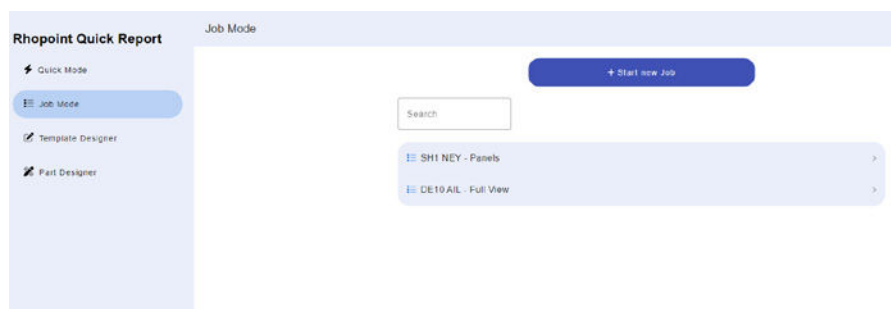 Rhopoint Quick Report
Quick Mode
Job Mode
Template Designer
Part Designer
Job Mode
+ Start new Job
Search
SH1 NEY - Panels
DE10 AIL - Full View